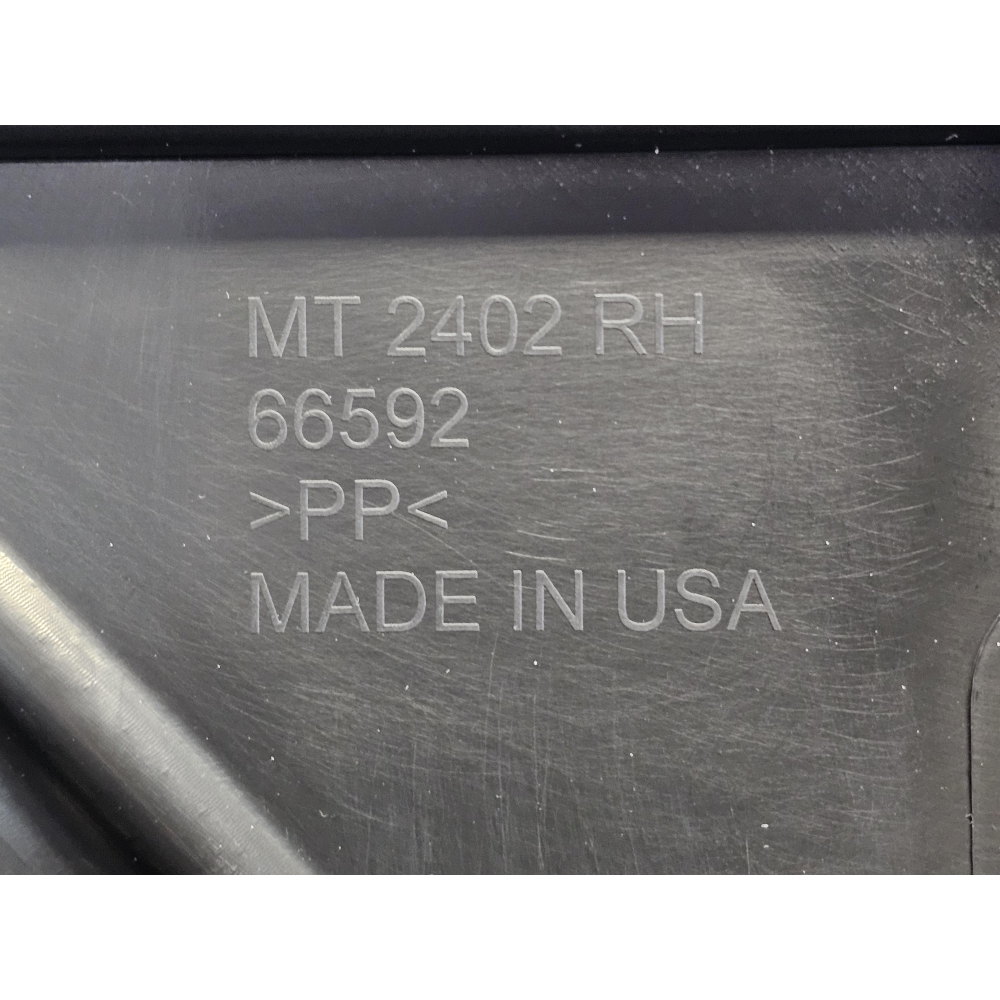 MT 2402 RH
66592
>PP<
MADE IN USA